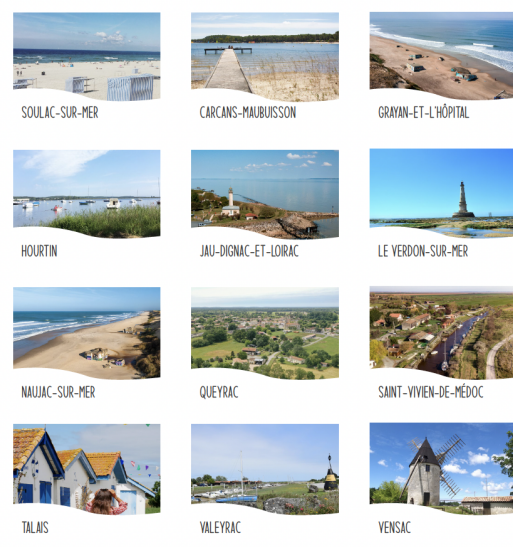 SOULAC-SUR-MER
CARCANS-MAUBUISSON
GRAYAN-ET-L'HÔPITAL
HOURTIN
JAU-DIGNAC-ET-LOIRAC
LE VERDON-SUR-MER
NAUJAC-SUR-MER
QUEYRAC
SAINT-VIVIEN-DE-MÉDOC
TALAIS
VALEYRAC
VENSAC